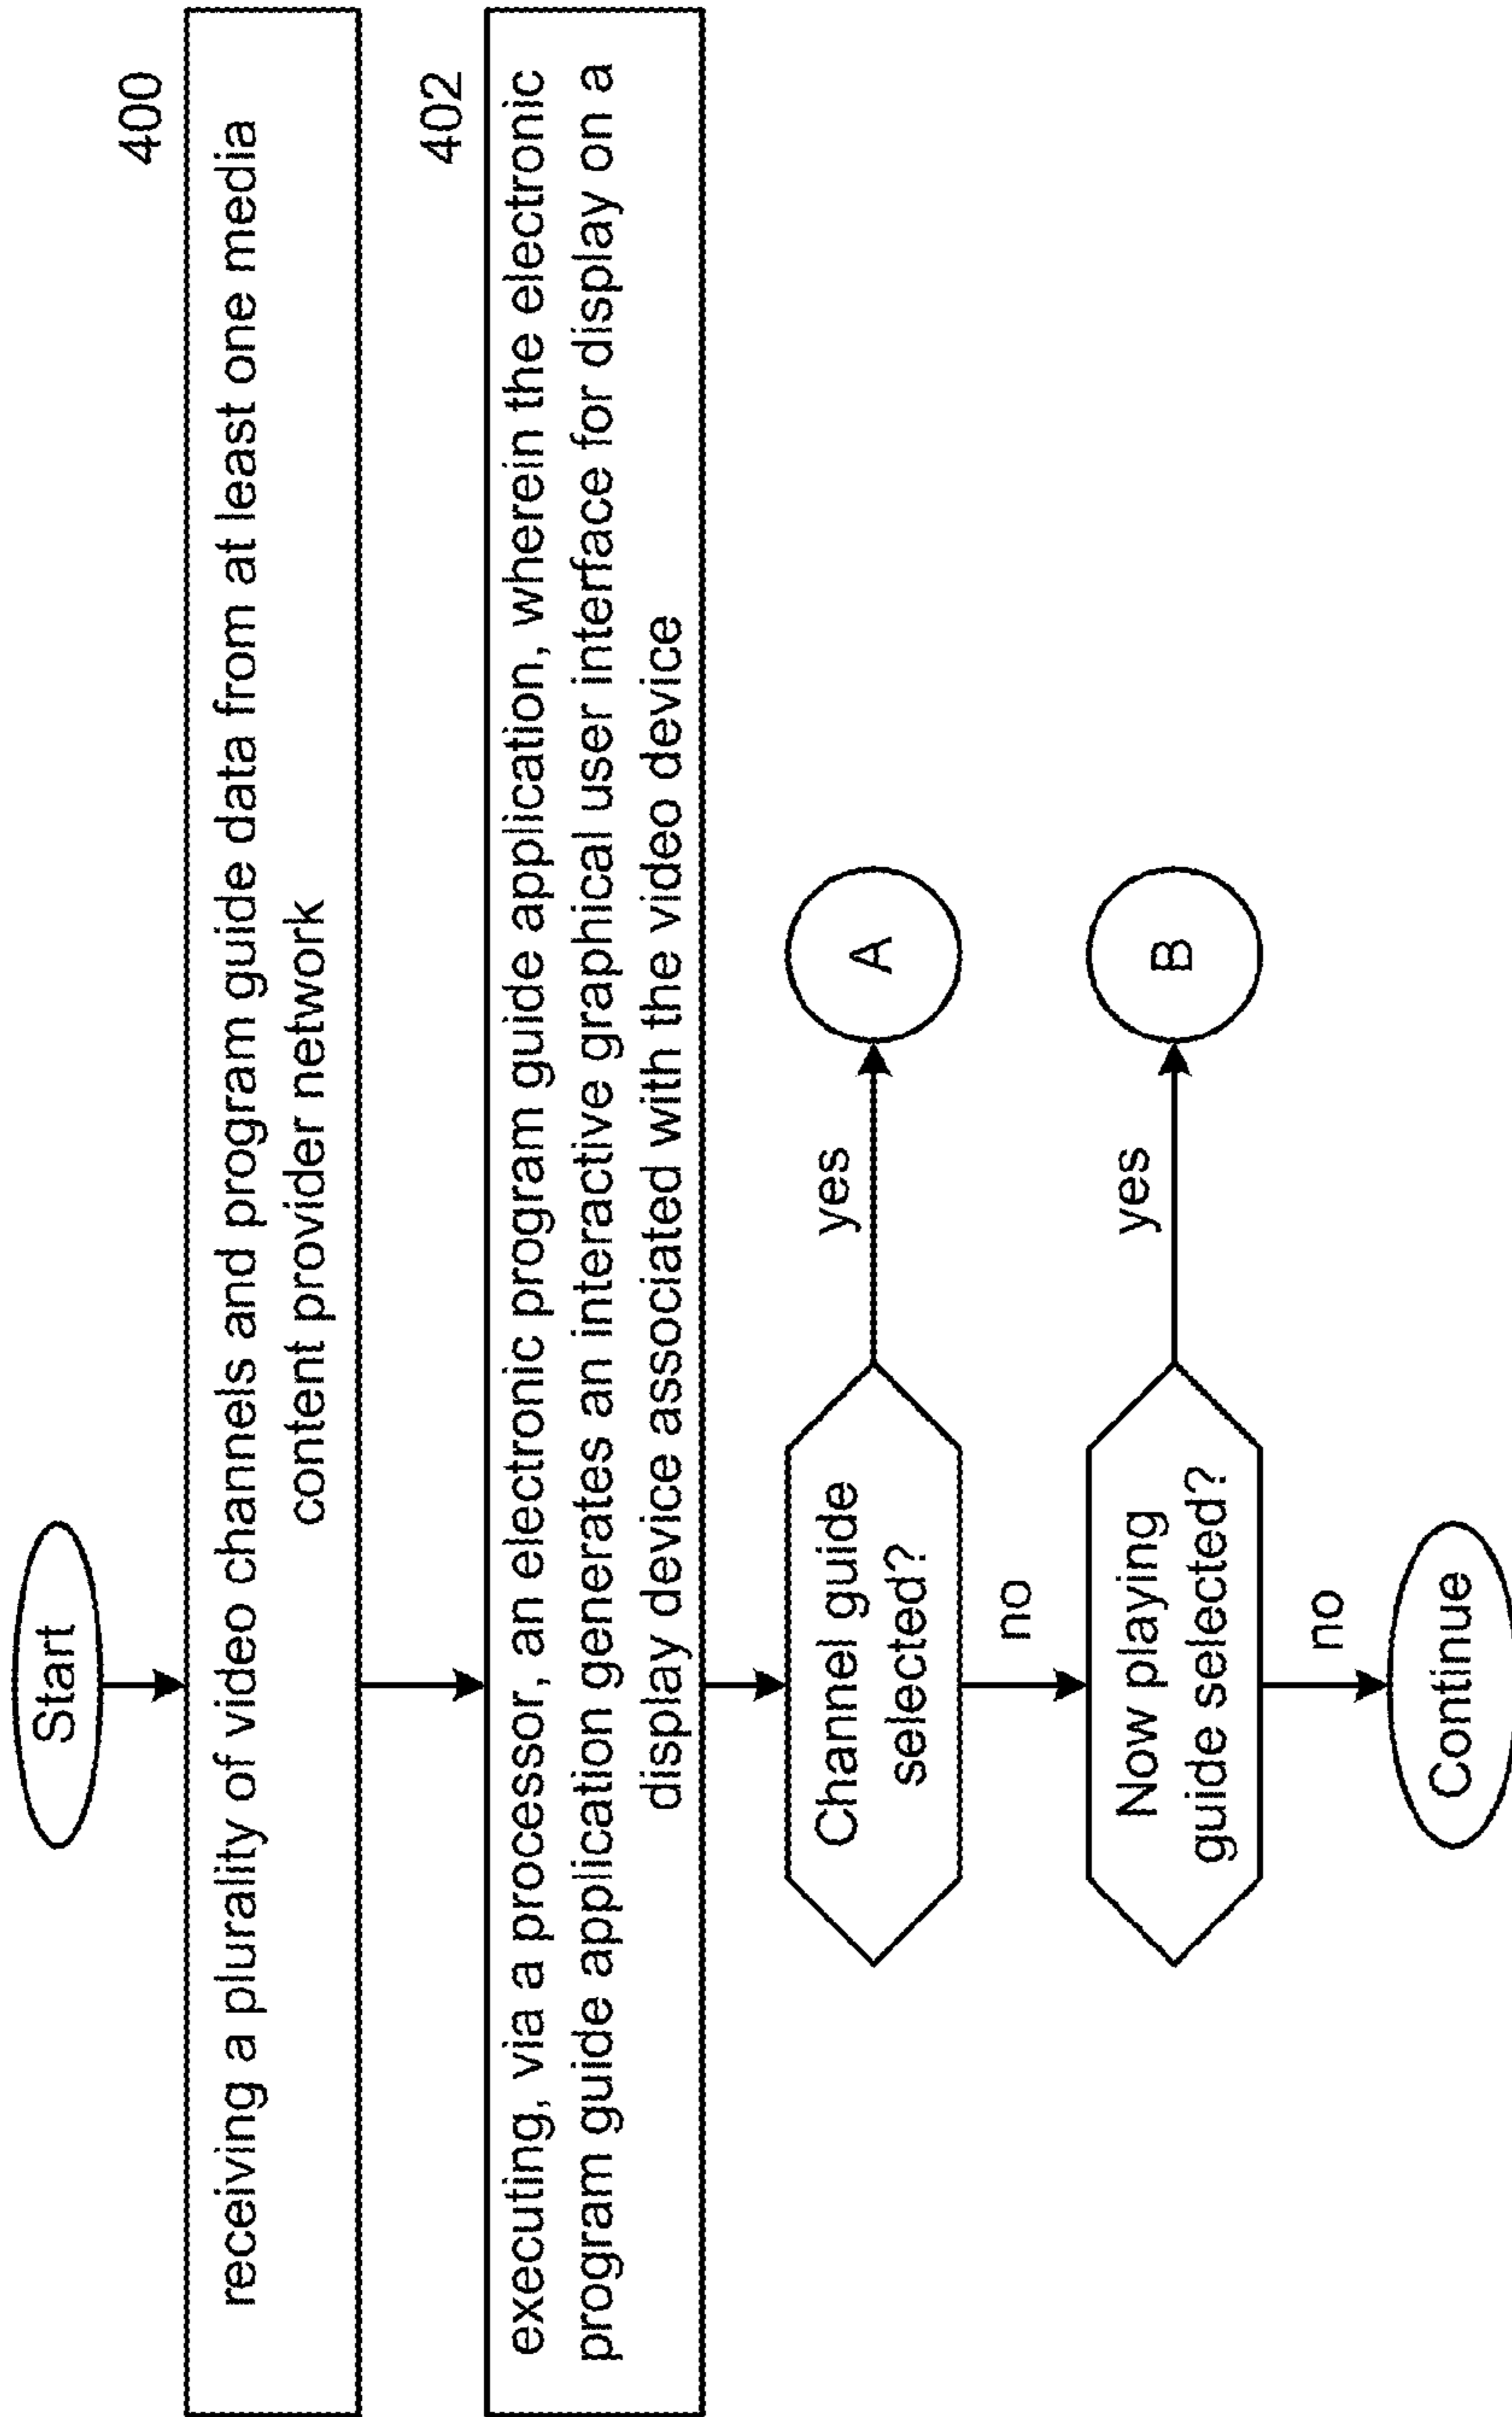 Start
400
receiving a plurality of video channels and program guide data from at least one media
content provider network
402
executing, via a processor, an electronic program guide application, wherein the electronic
program guide application generates an interactive graphical user interface for display on a
display device associated with the video device
Channel guide
selected?
yes
A
no
Now playing
guide selected?
yes
B
no
Continue